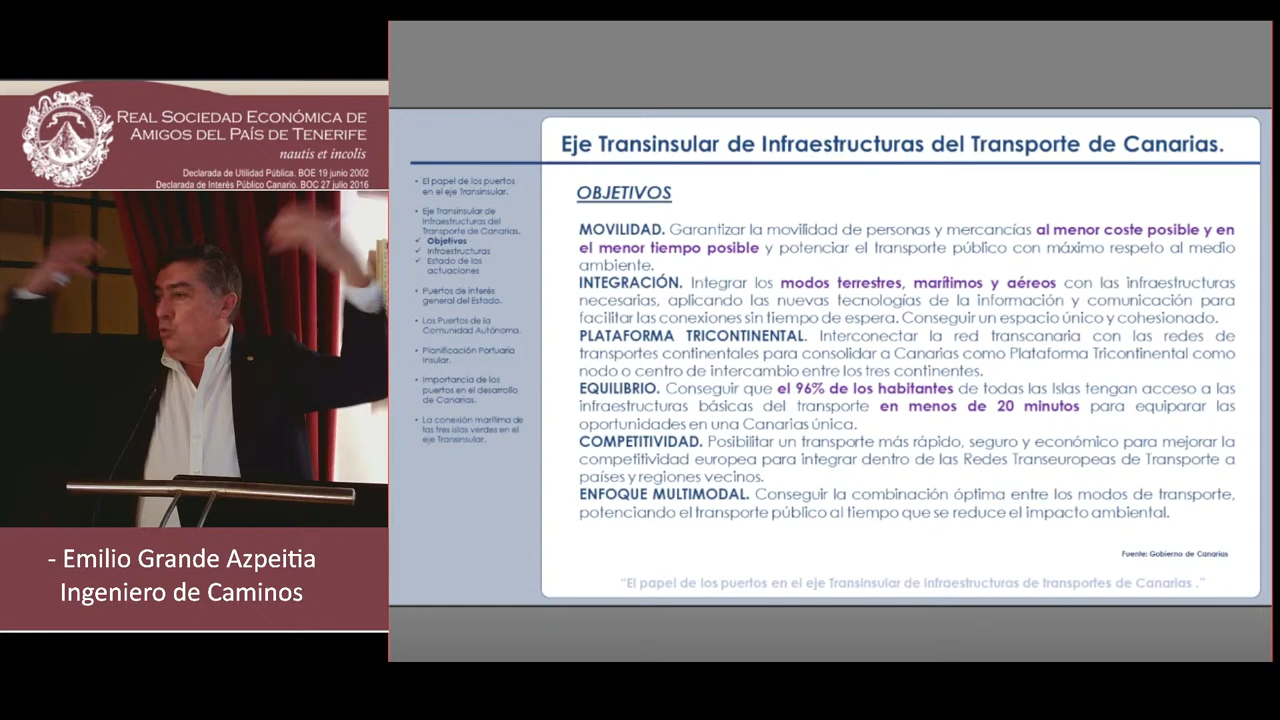 REAL SOCIEDAD ECONÓMICA DE
AMIGOS DEL PAÍS DE TENERIFE
nautis et incolis
Declarada de Utilidad Pública. BOE 19 junio 2002
Declarada de Interés Público Canario. BOC 27 julio 2016
- Emilio Grande Azpeitia
Ingeniero de Caminos
Eje Transinsular de Infraestructuras del Transporte de Canarias.
• El papel de los puertos
en el eje Transinsular.
• Eje Transinsular de
Infraestructuras del
Transporte de Canarias.
✓ Objetivos
✓ Infraestructuras
✓ Estado de las
actuaciones
• Puertos de interés
general del Estado.
• Los Puertos de la
Comunidad Autónoma.
• Planificación Portuaria
Insular.
• Importancia de los
puertos en el desarrollo
de Canarias.
• La conexión marítima de
las tres islas verdes en el
eje Transinsular.
OBJETIVOS
MOVILIDAD. Garantizar la movilidad de personas y mercancías al menor coste posible y en
el menor tiempo posible y potenciar el transporte público con máximo respeto al medio
ambiente.
INTEGRACIÓN. Integrar los modos terrestres, marítimos y aéreos con las infraestructuras
necesarias, aplicando las nuevas tecnologías de la información y comunicación para
facilitar las conexiones sin tiempo de espera. Conseguir un espacio único y cohesionado.
PLATAFORMA TRICONTINENTAL. Interconectar la red transcanaria con las redes de
transportes continentales para consolidar a Canarias como Plataforma Tricontinental como
nodo o centro de intercambio entre los tres continentes.
EQUILIBRIO. Conseguir que el 96% de los habitantes de todas las Islas tengan acceso a las
infraestructuras básicas del transporte en menos de 20 minutos para equiparar las
oportunidades en una Canarias única.
COMPETITIVIDAD. Posibilitar un transporte más rápido, seguro y económico para mejorar la
competitividad europea para integrar dentro de las Redes Transeuropeas de Transporte a
países y regiones vecinos.
ENFOQUE MULTIMODAL. Conseguir la combinación óptima entre los modos de transporte,
potenciando el transporte público al tiempo que se reduce el impacto ambiental.
Fuente: Gobierno de Canarias
"El papel de los puertos en el eje Transinsular de infraestructuras de transportes de Canarias ."